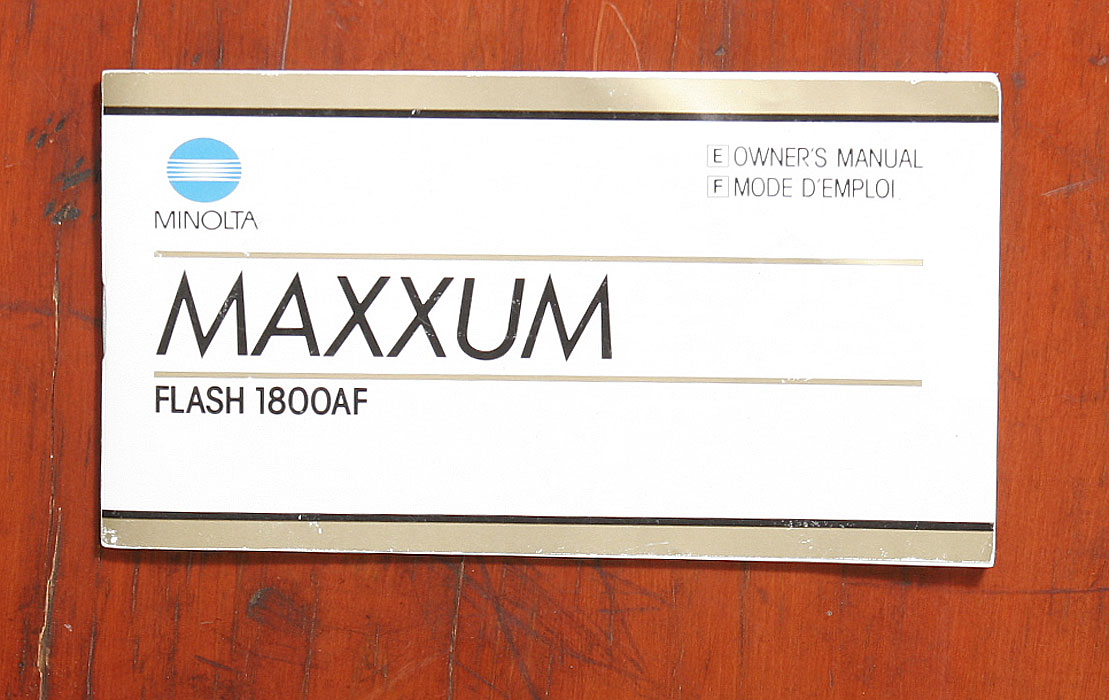 MINOLTA
E OWNER'S MANUAL
F MODE D'EMPLOI
MAXXUM
FLASH 1800AF